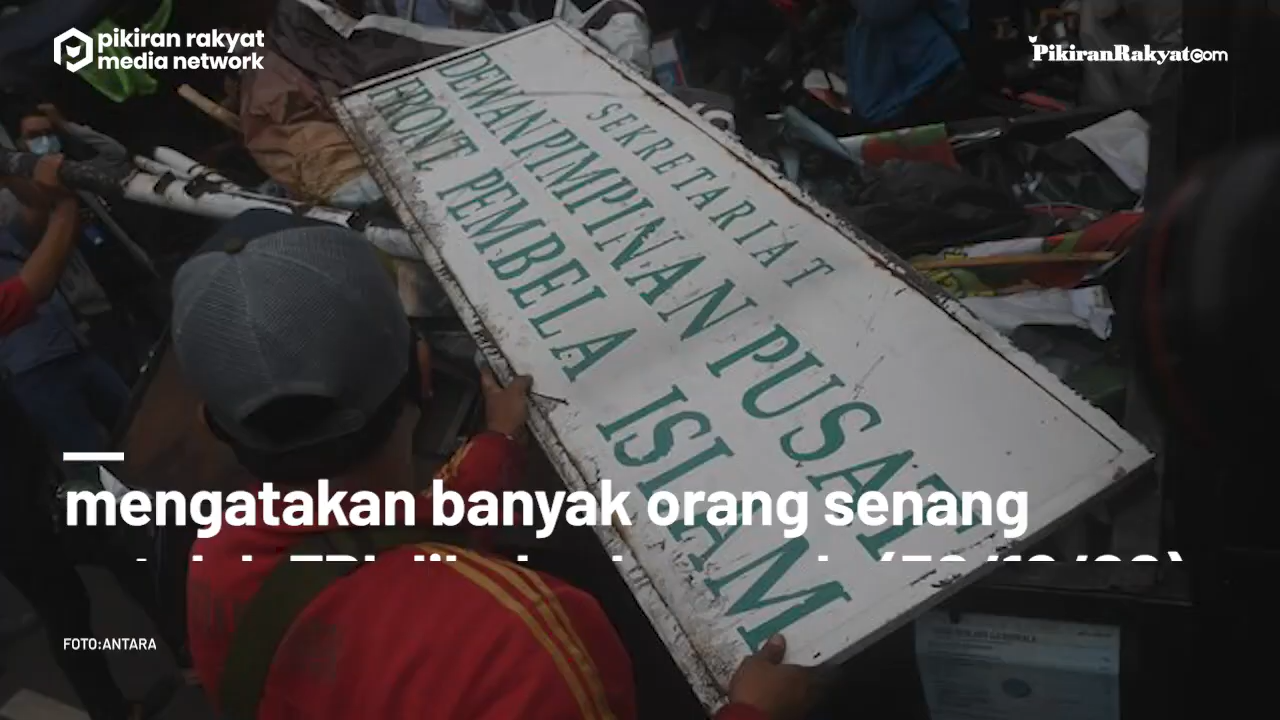 pikiran rakyat
media network
PikiranRakyat.com
SEKRETARIAT
DEWAN PIMPINAN PUSAT
FRONT PEMBELA ISLAM
mengatakan banyak orang senang
FOTO:ANTARA